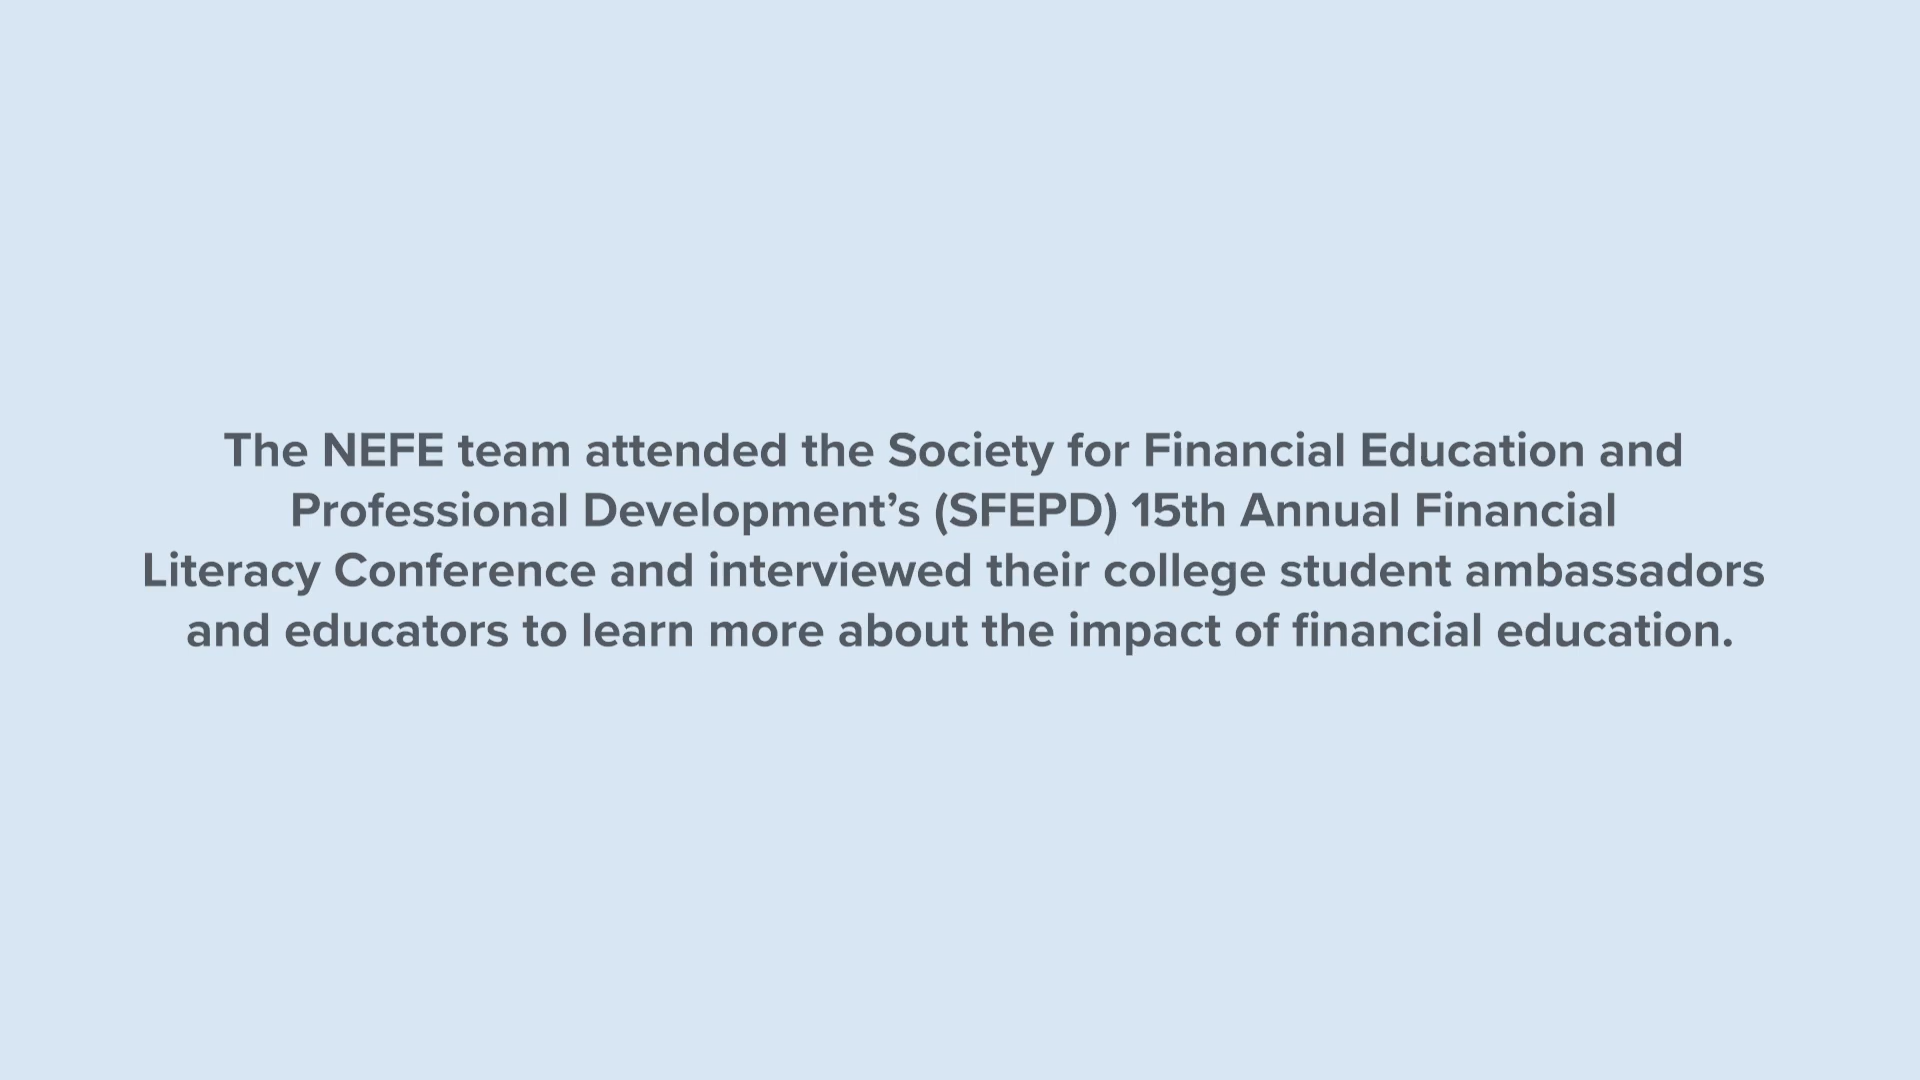 The NEFE team attended the Society for Financial Education and
Professional Development’s (SFEPD) 15th Annual Financial
Literacy Conference and interviewed their college student ambassadors
and educators to learn more about the impact of financial education.